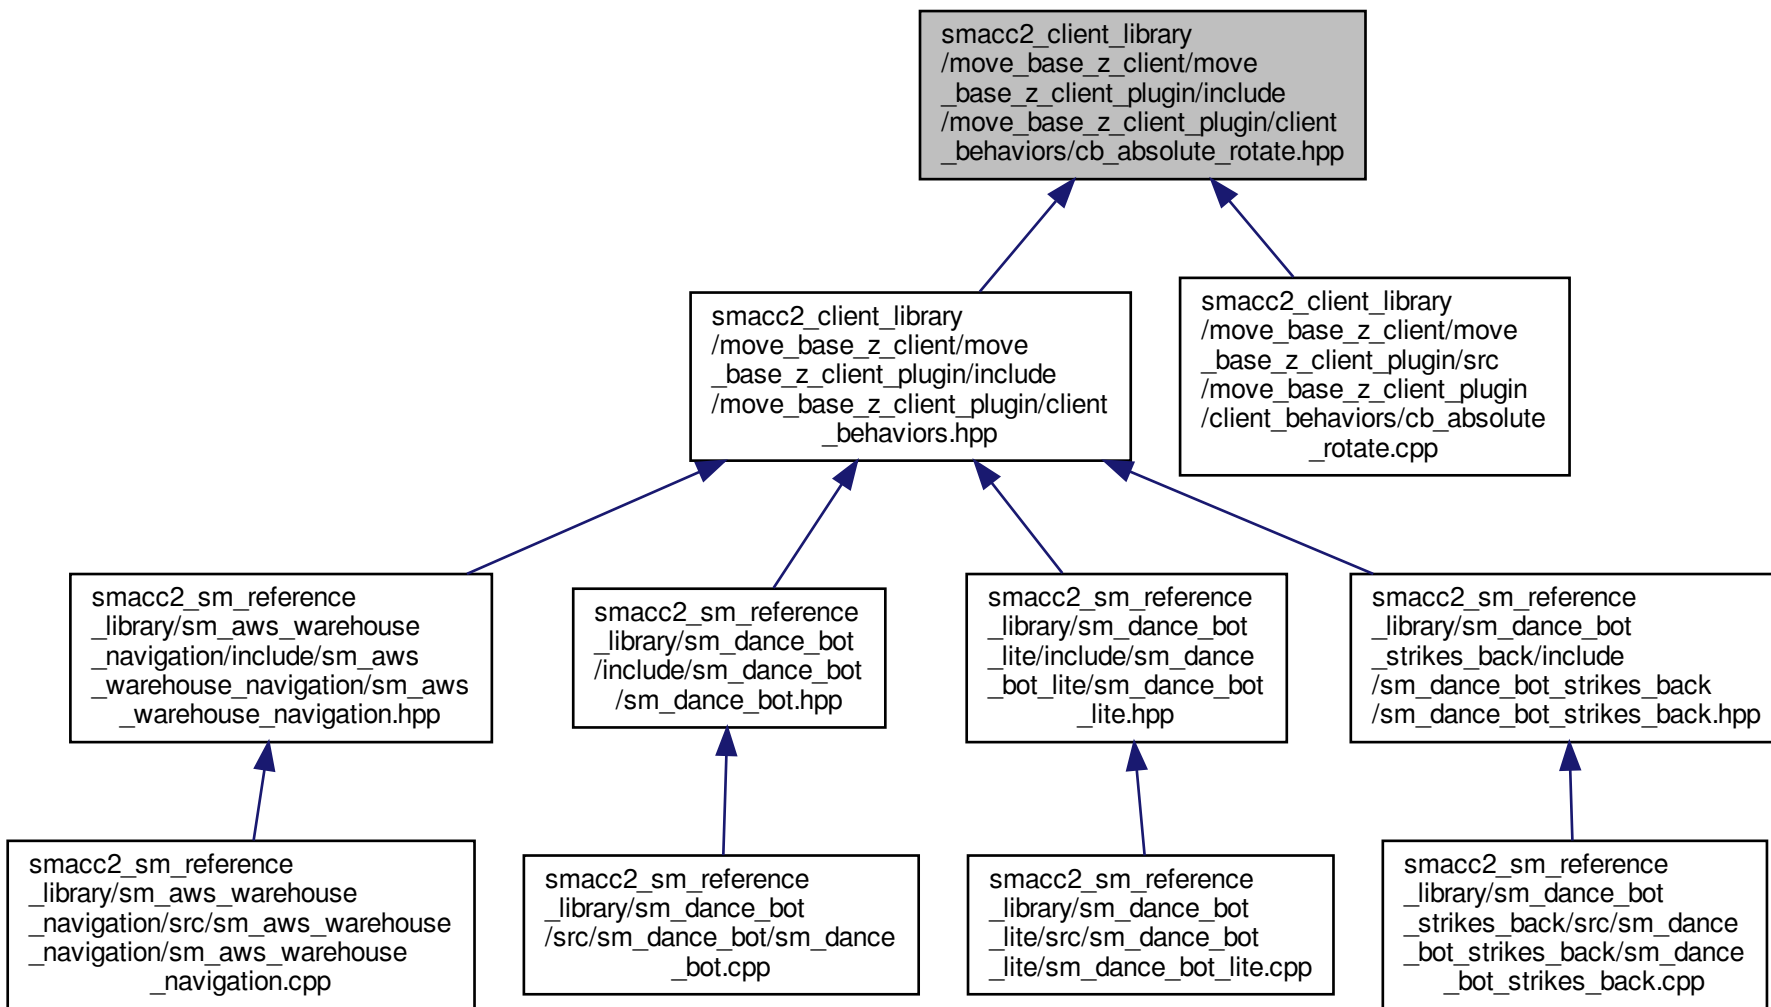 smacc2_client_library
/move_base_z_client/move
_base_z_client_plugin/include
/move_base_z_client_plugin/client
_behaviors/cb_absolute_rotate.hpp
smacc2_client_library
/move_base_z_client/move
_base_z_client_plugin/include
/move_base_z_client_plugin/client
_behaviors.hpp
smacc2_client_library
/move_base_z_client/move
_base_z_client_plugin/src
/move_base_z_client_plugin
/client_behaviors/cb_absolute
_rotate.cpp
smacc2_sm_reference
_library/sm_aws_warehouse
_navigation/include/sm_aws
_warehouse_navigation/sm_aws
_warehouse_navigation.hpp
smacc2_sm_reference
_library/sm_dance_bot
/include/sm_dance_bot
/sm_dance_bot.hpp
smacc2_sm_reference
_library/sm_dance_bot
_lite/include/sm_dance
_bot_lite/sm_dance_bot
_lite.hpp
smacc2_sm_reference
_library/sm_dance_bot
_strikes_back/include
/sm_dance_bot_strikes_back
/sm_dance_bot_strikes_back.hpp
smacc2_sm_reference
_library/sm_aws_warehouse
_navigation/src/sm_aws_warehouse
_navigation/sm_aws_warehouse
_navigation.cpp
smacc2_sm_reference
_library/sm_dance_bot
/src/sm_dance_bot/sm_dance
_bot.cpp
smacc2_sm_reference
_library/sm_dance_bot
_lite/src/sm_dance_bot
_lite/sm_dance_bot_lite.cpp
smacc2_sm_reference
_library/sm_dance_bot
_strikes_back/src/sm_dance
_bot_strikes_back/sm_dance
_bot_strikes_back.cpp